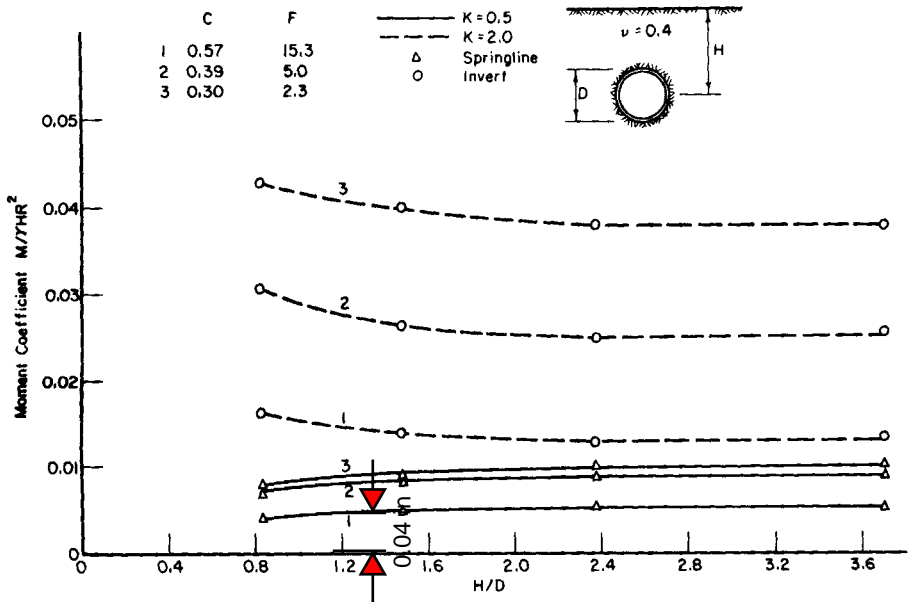 C F
1 0.57 15.3
2 0.39 5.0
3 0.30 2.3
K=0.5
K=2.0
Springline
Invert
ν = 0.4
H
D
Moment Coefficient M/γHR²
0.05
0.04
0.03
0.02
0.01
0
3
2
1
3
2
1
0.04
0 0.4 0.8 1.2 1.6 2.0 2.4 2.8 3.2 3.6
H/D